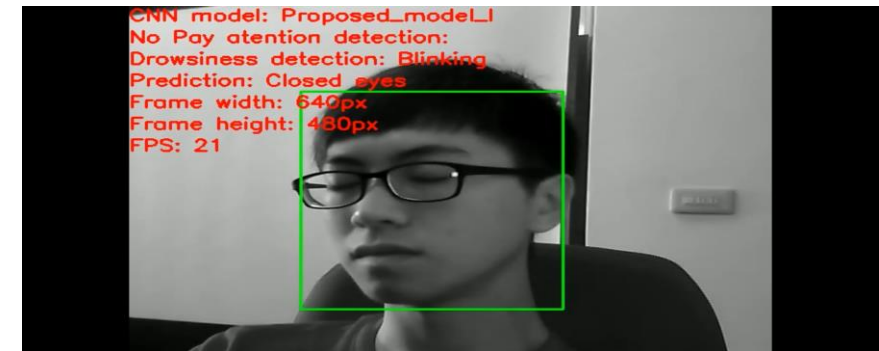 CNN model: Proposed_model_I
No Pay atention detection:
Drowsiness detection: Blinking
Prediction: Closed eyes
Frame width: 640px
Frame height: 480px
FPS: 21